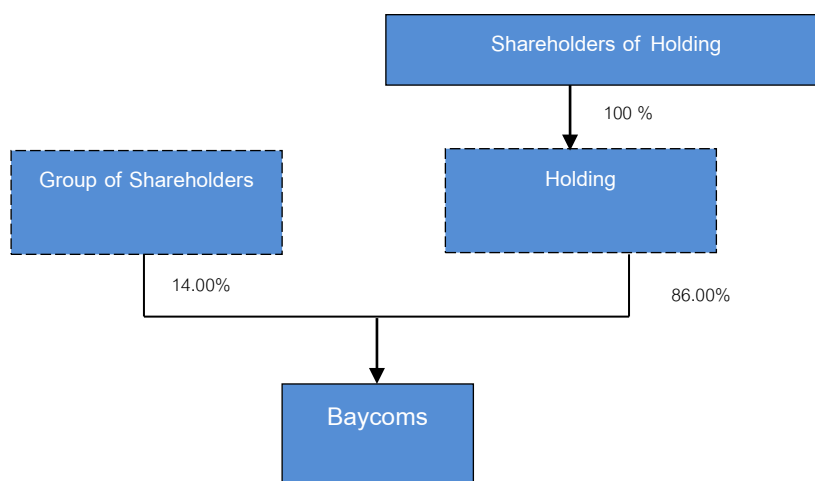 Shareholders of Holding
100 %
Group of Shareholders
Holding
14.00%
86.00%
Baycoms